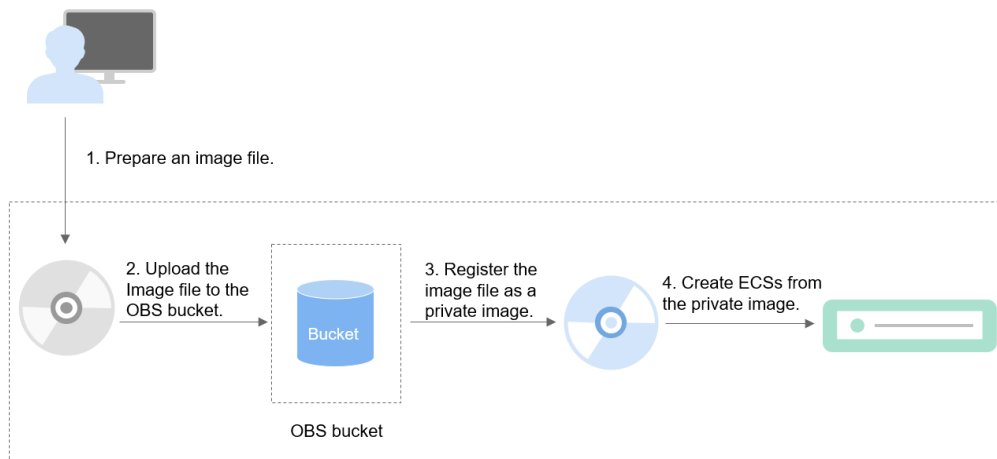 1. Prepare an image file.
2. Upload the
Image file to the
OBS bucket.
Bucket
OBS bucket
3. Register the
image file as a
private image.
4. Create ECSs from
the private image.